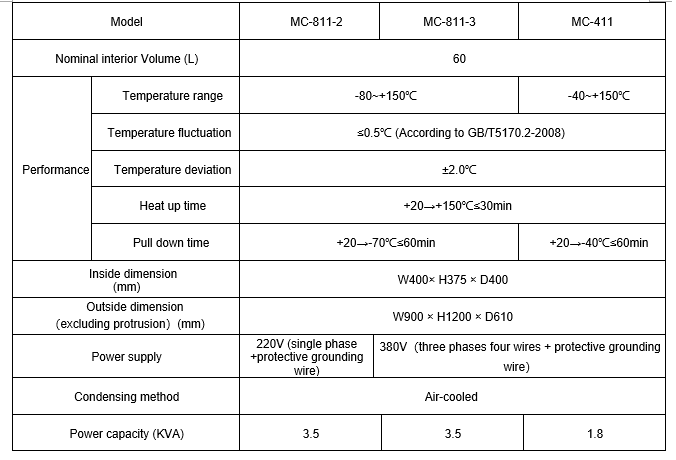 Model MC-811-2 MC-811-3 MC-411
Nominal interior Volume (L) 60
Performance
Temperature range -80~+150℃ -40~+150℃
Temperature fluctuation ≤0.5℃ (According to GB/T5170.2-2008)
Temperature deviation ±2.0℃
Heat up time +20→+150℃≤30min
Pull down time +20→-70℃≤60min +20→-40℃≤60min
Inside dimension
(mm)
W400× H375 × D400
Outside dimension
(excluding protrusion) (mm)
W900 × H1200 × D610
Power supply
220V (single phase
+protective grounding
wire)
380V (three phases four wires + protective grounding
wire)
Condensing method Air-cooled
Power capacity (KVA) 3.5 3.5 1.8